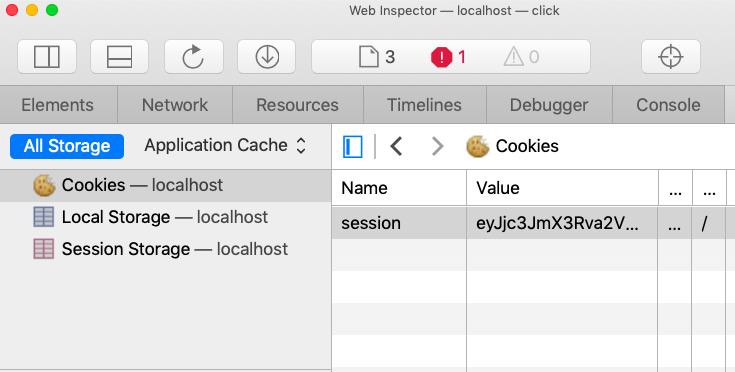 Web Inspector — localhost — click
3 1 0
Elements Network Resources Timelines Debugger Console
All Storage Application Cache Cookies
Cookies — localhost
Local Storage — localhost
Session Storage — localhost
Name Value ... ...
session eyJjc3JmX3Rva2V... ... /